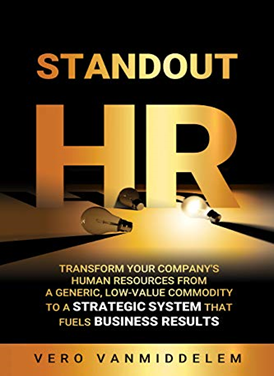 STANDOUT
HR
TRANSFORM YOUR COMPANY'S
HUMAN RESOURCES FROM
A GENERIC, LOW-VALUE COMMODITY
TO A STRATEGIC SYSTEM THAT
FUELS BUSINESS RESULTS
VERO VANMIDDELEM